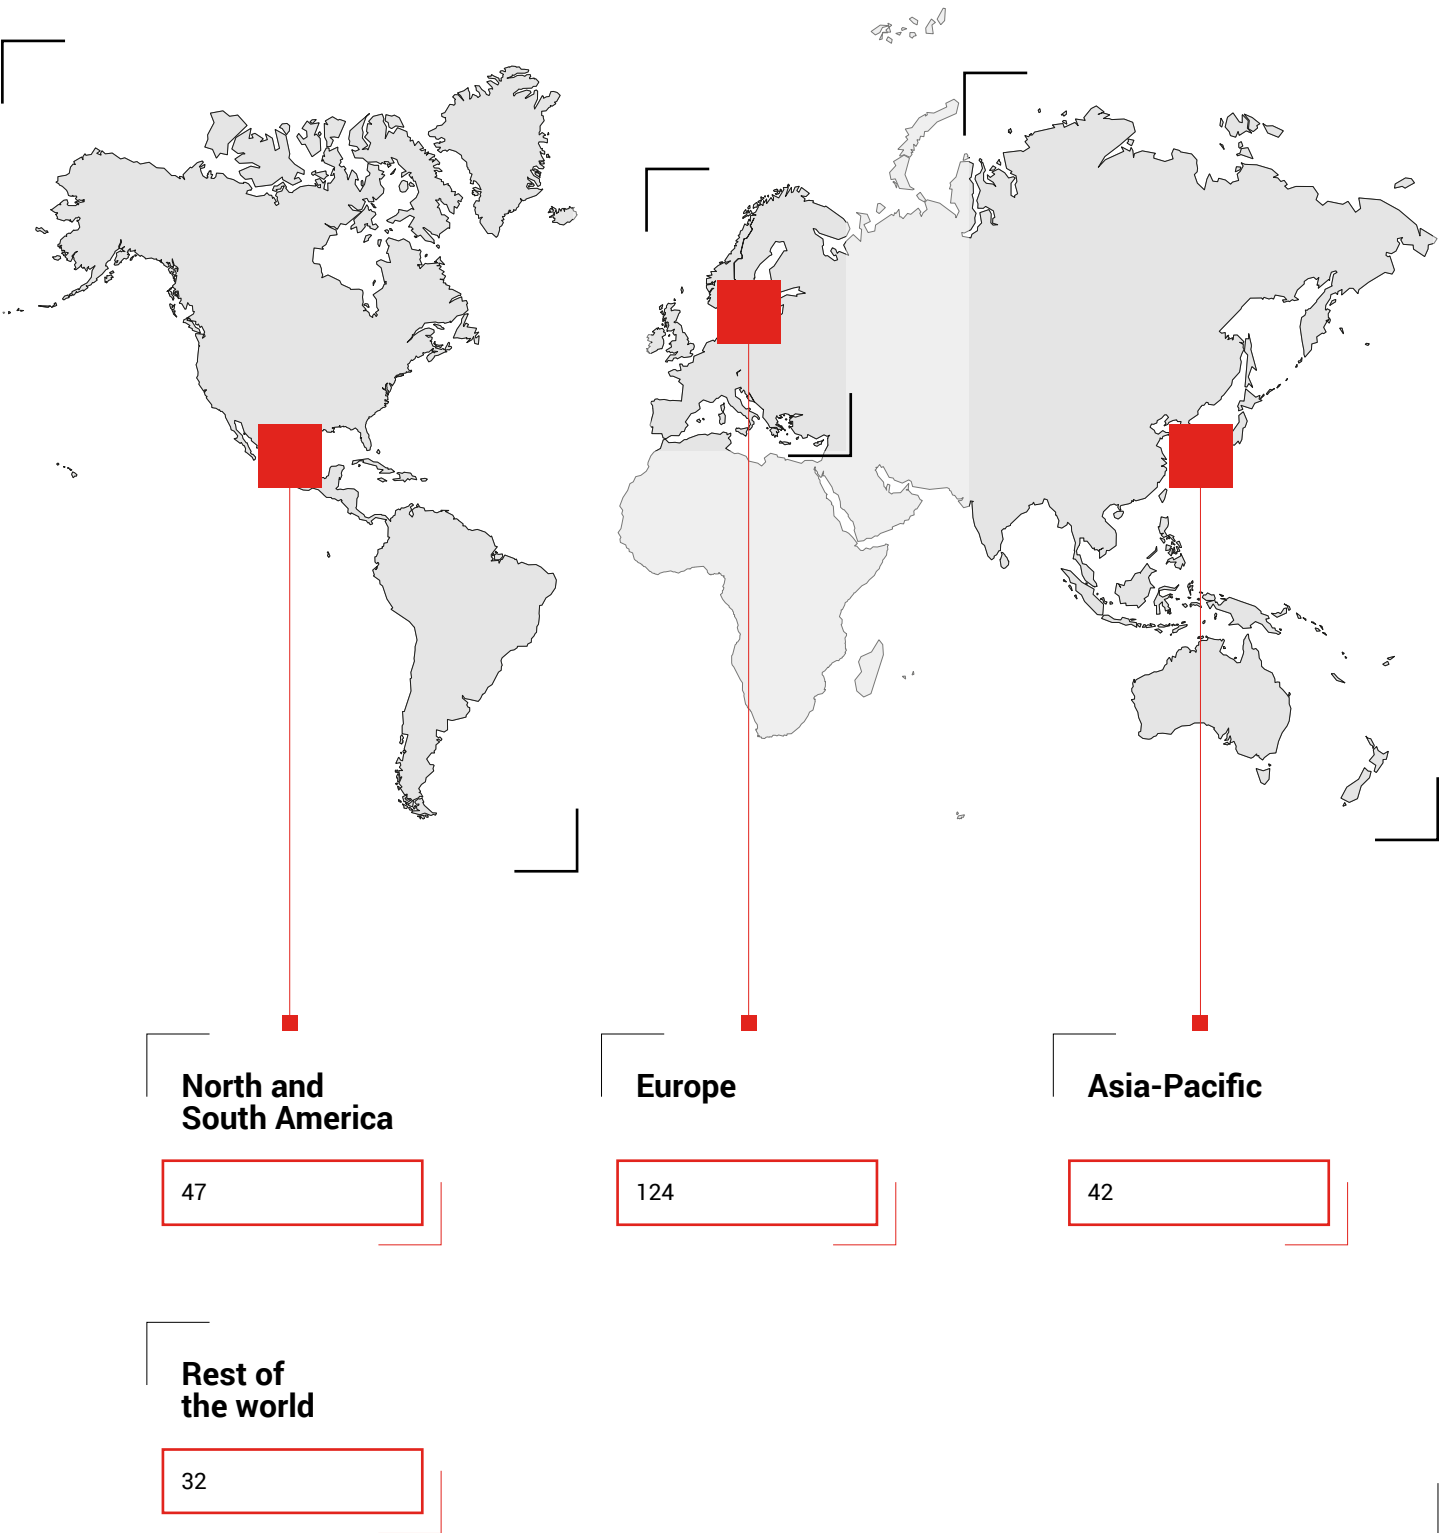 North and
South America
47
Europe
124
Asia-Pacific
42
Rest of
the world
32